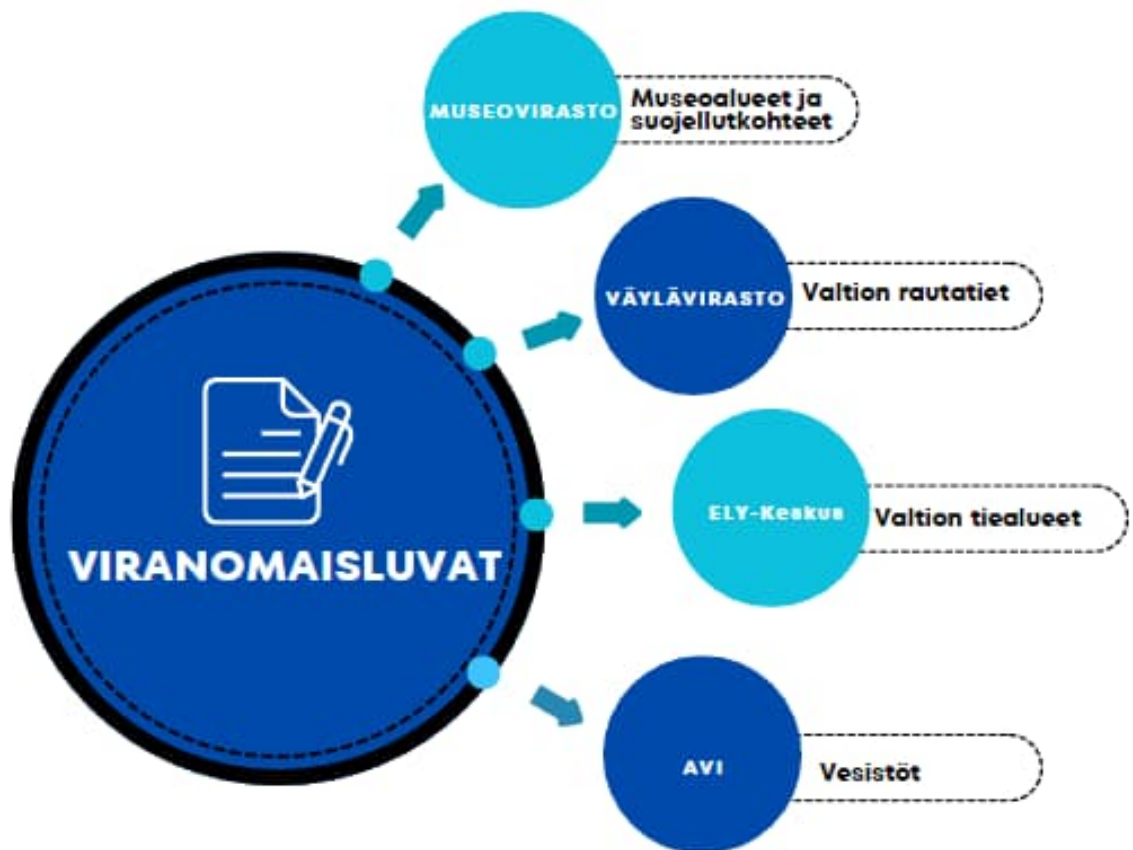 MUSEOVIRASTO
Museoalueet ja
suojellutkohteet
VÄYLÄVIRASTO
Valtion rautatiet
ELY-Keskus
Valtion tiealueet
VIRANOMAISLUVAT
AVI
Vesistöt